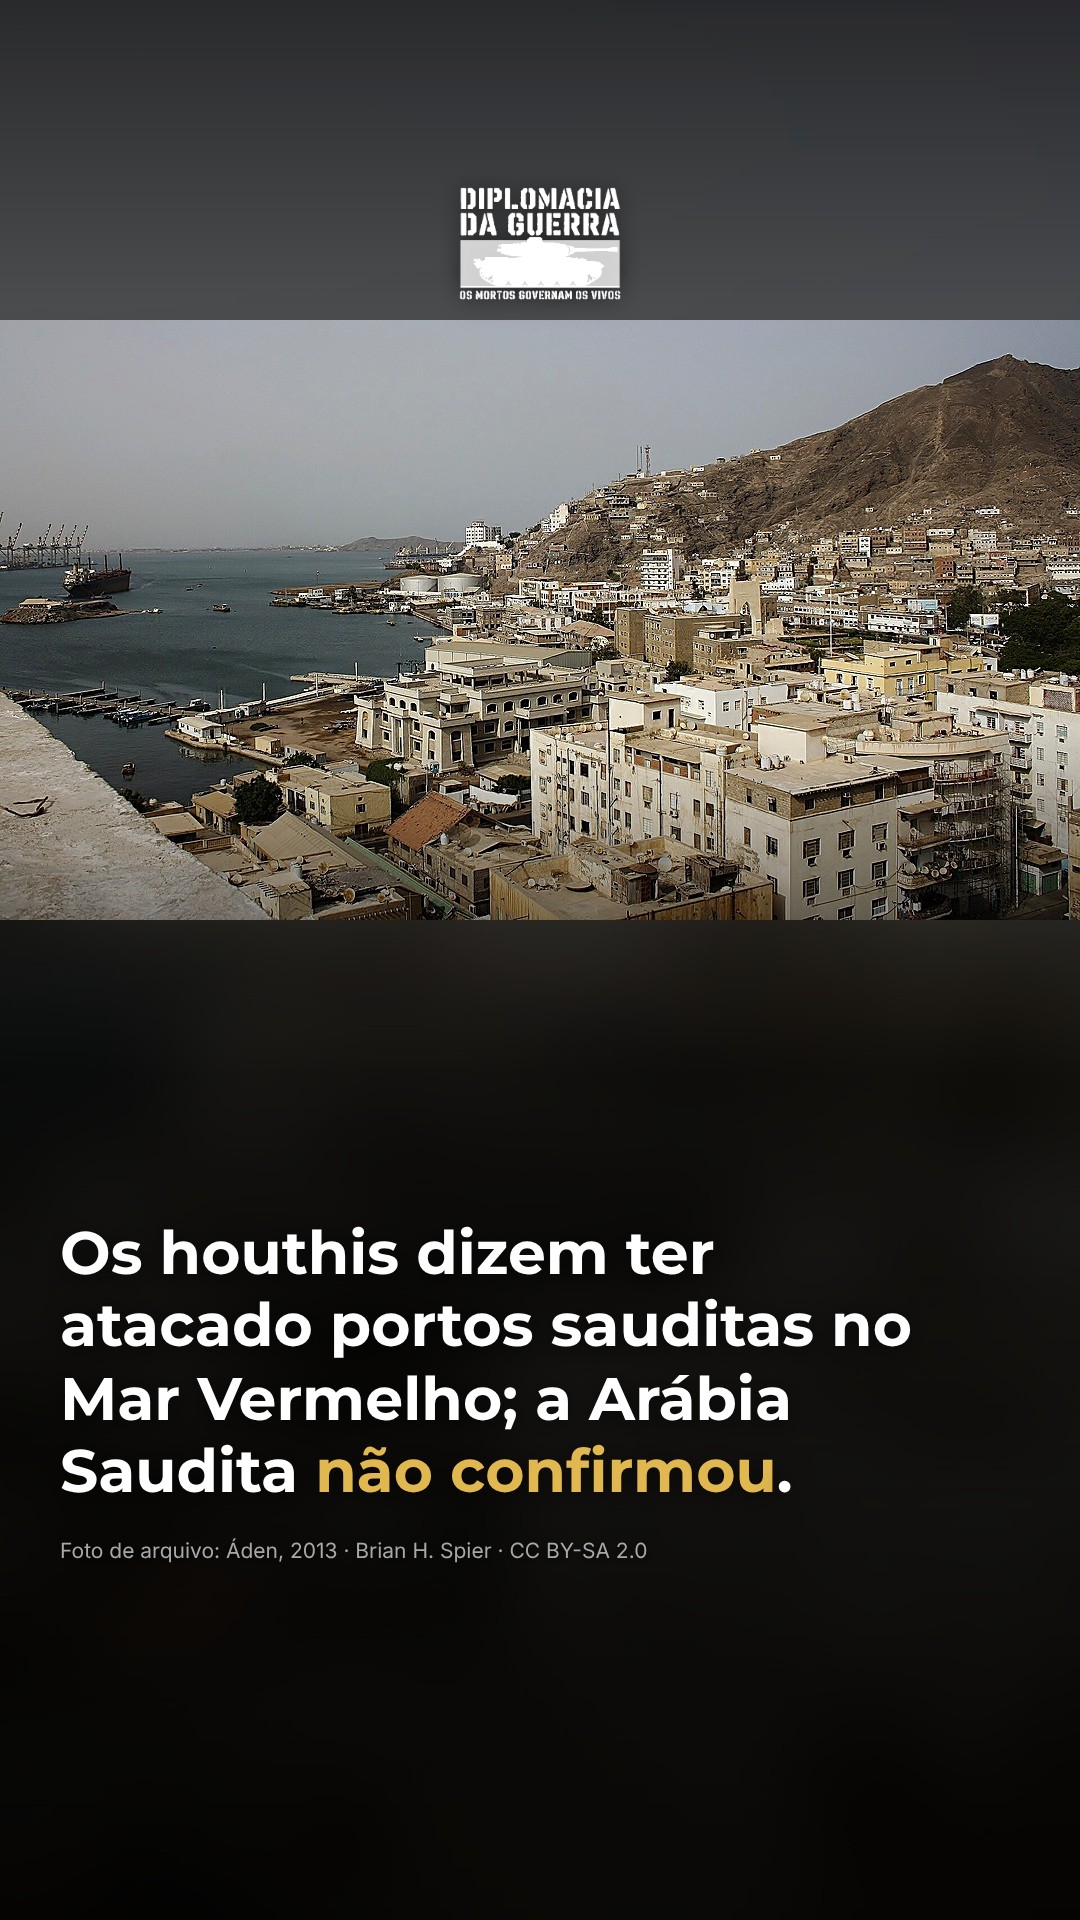 DIPLOMACIA
DA GUERRA
OS MORTOS GOVERNAM OS VIVOS
Os houthis dizem ter
atacado portos sauditas no
Mar Vermelho; a Arábia
Saudita não confirmou.
Foto de arquivo: Áden, 2013 · Brian H. Spier · CC BY-SA 2.0